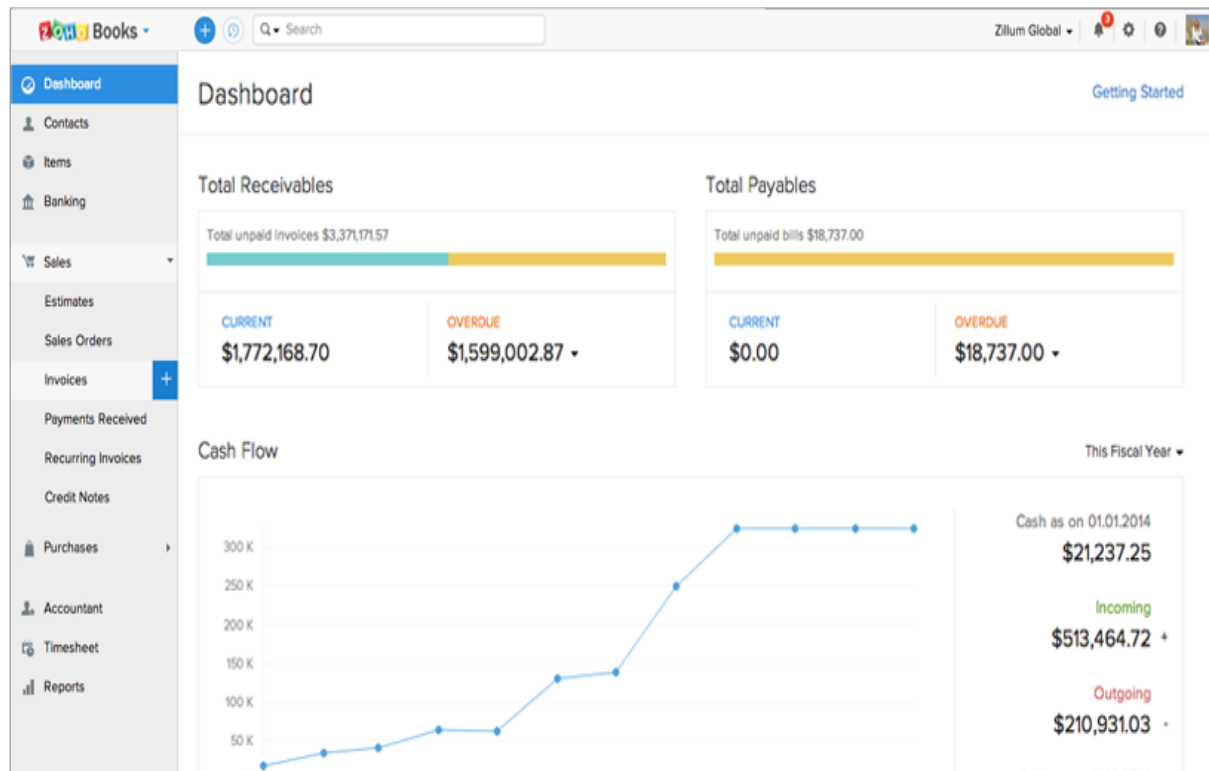 ZOHO Books
Search
Zillum Global
3
Dashboard
Contacts
Items
Banking
Sales
Estimates
Sales Orders
Invoices
+
Payments Received
Recurring Invoices
Credit Notes
Purchases
Accountant
Timesheet
Reports
Dashboard
Getting Started
Total Receivables
Total unpaid invoices $3,371,171.57
CURRENT
$1,772,168.70
OVERDUE
$1,599,002.87
Total Payables
Total unpaid bills $18,737.00
CURRENT
$0.00
OVERDUE
$18,737.00
Cash Flow
This Fiscal Year
300 K
250 K
200 K
150 K
100 K
50 K
Cash as on 01.01.2014
$21,237.25
Incoming
$513,464.72 +
Outgoing
$210,931.03 -